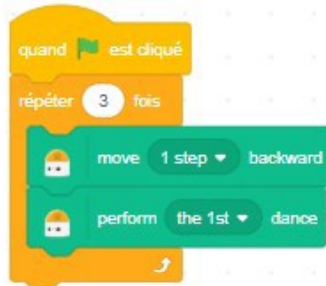 quand est cliqué
répéter 3 fois
move 1 step backward
perform the 1st dance